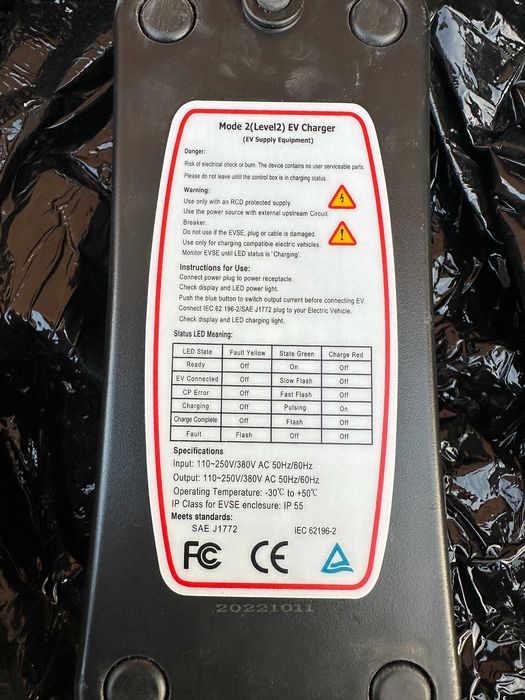 Mode 2(Level2) EV Charger
(EV Supply Equipment)
Danger:
Risk of electrical shock or burn. The device contains no user serviceable parts.
Please do not leave until the control box is in charging status.
Warning:
Use only with an RCD protected supply.
Use the power source with external upstream Circuit
Breaker.
Do not use if the EVSE, plug or cable is damaged.
Use only for charging compatible electric vehicles.
Monitor EVSE until LED status is "Charging".
Instructions for Use:
Connect power plug to power receptacle.
Check display and LED power light.
Push the blue button to switch output current before connecting EV.
Connect IEC 62 196-2/SAE J1772 plug to your Electric Vehicle.
Check display and LED charging light.
Status LED Meaning:
LED State Fault Yellow State Green Charge Red
Ready Off On Off
EV Connected Off Slow Flash Off
CP Error Off Fast Flash Off
Charging Off Pulsing On
Charge Complete Off Flash Off
Fault Flash Off Off
Specifications
Input: 110~250V/380V AC 50Hz/60Hz
Output: 110~250V/380V AC 50Hz/60Hz
Operating Temperature: -30℃ to +50℃
IP Class for EVSE enclosure: IP 55
Meets standards:
SAE J1772 IEC 62196-2
FC CE
20221011